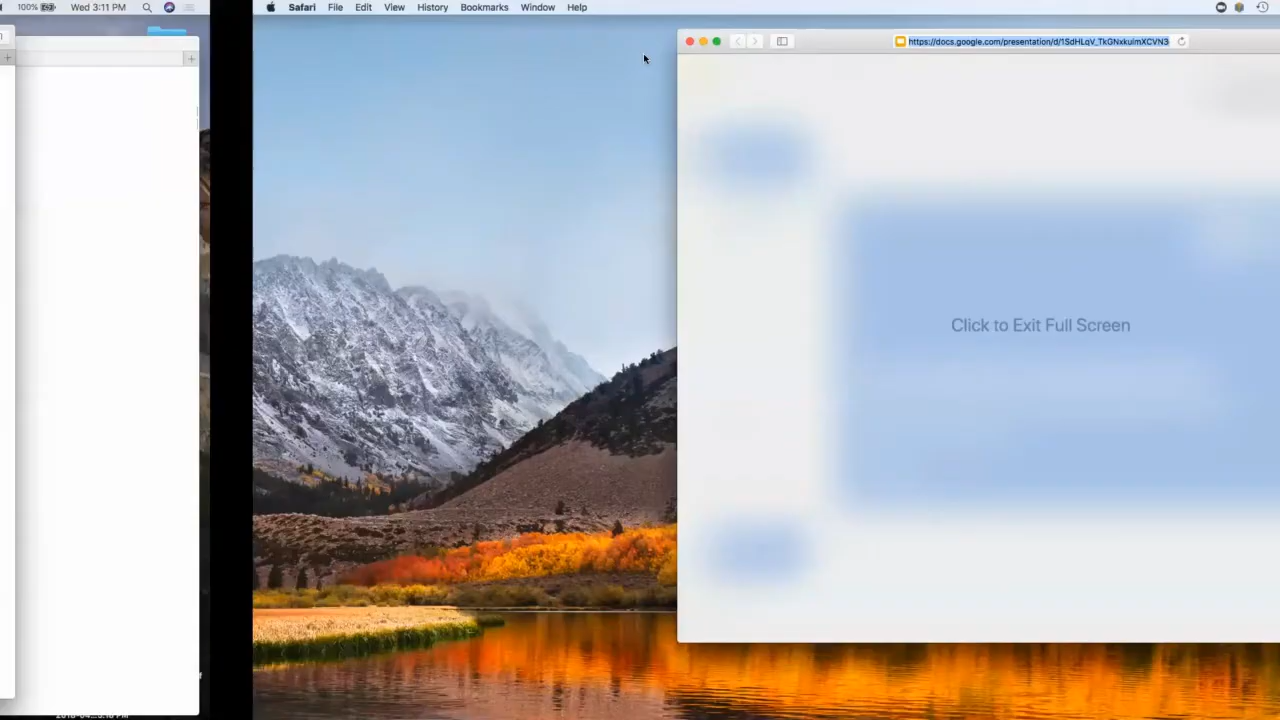 100% Wed 3:11 PM
Safari File Edit View History Bookmarks Window Help
https://docs.google.com/presentation/d/1SdHLqV_TkGNxkuImXCVN3
Click to Exit Full Screen